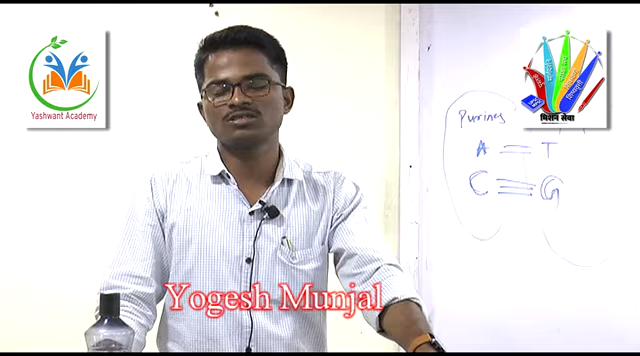 Yashwant Academy
मिशन सेवा
Purines
A = T
C ≡ G
Yogesh Munjal